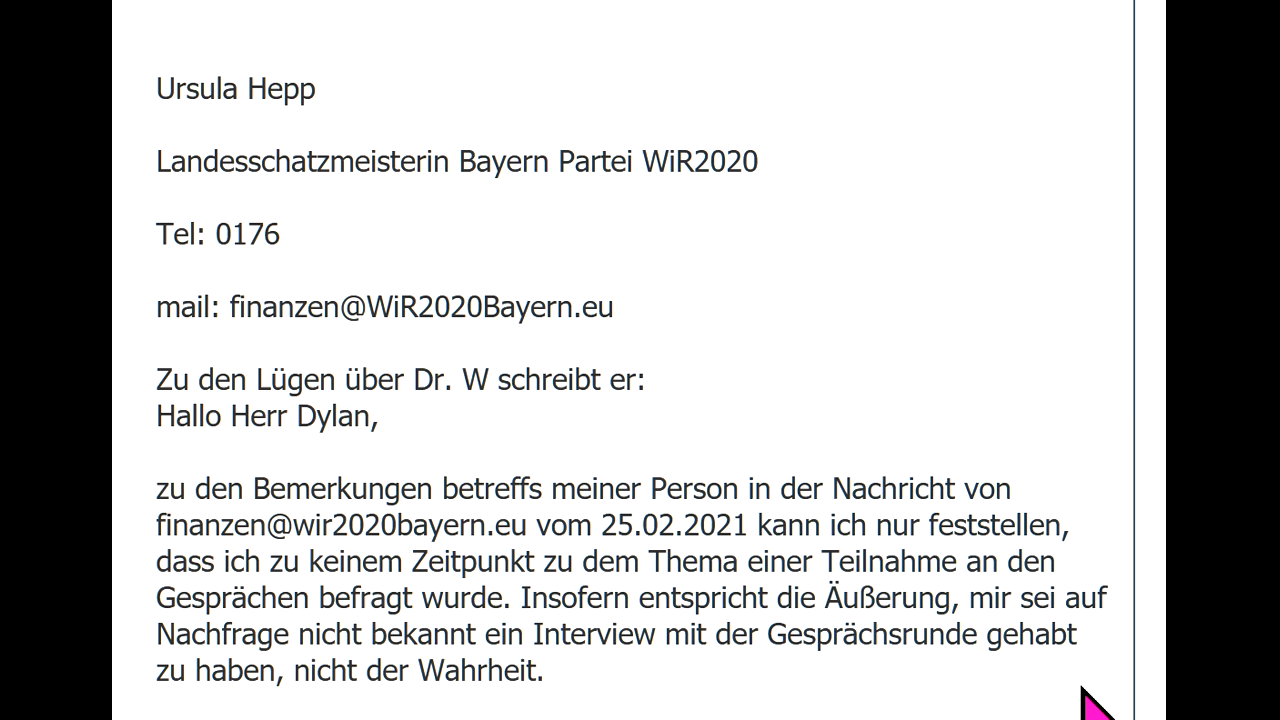 Ursula Hepp
Landesschatzmeisterin Bayern Partei WiR2020
Tel: 0176
mail: finanzen@WiR2020Bayern.eu
Zu den Lügen über Dr. W schreibt er:
Hallo Herr Dylan,
zu den Bemerkungen betreffs meiner Person in der Nachricht von
finanzen@wir2020bayern.eu vom 25.02.2021 kann ich nur feststellen,
dass ich zu keinem Zeitpunkt zu dem Thema einer Teilnahme an den
Gesprächen befragt wurde. Insofern entspricht die Äußerung, mir sei auf
Nachfrage nicht bekannt ein Interview mit der Gesprächsrunde gehabt
zu haben, nicht der Wahrheit.